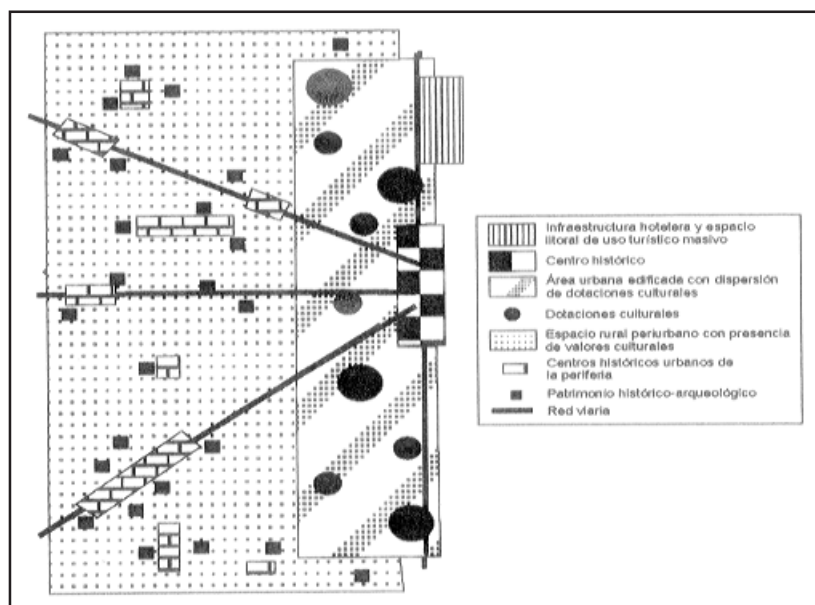 Infraestructura hotelera y espacio
litoral de uso turístico masivo
Centro histórico
Área urbana edificada con dispersión
de dotaciones culturales
Dotaciones culturales
Espacio rural periurbano con presencia
de valores culturales
Centros históricos urbanos de
la periferia
Patrimonio histórico-arqueológico
Red viaria